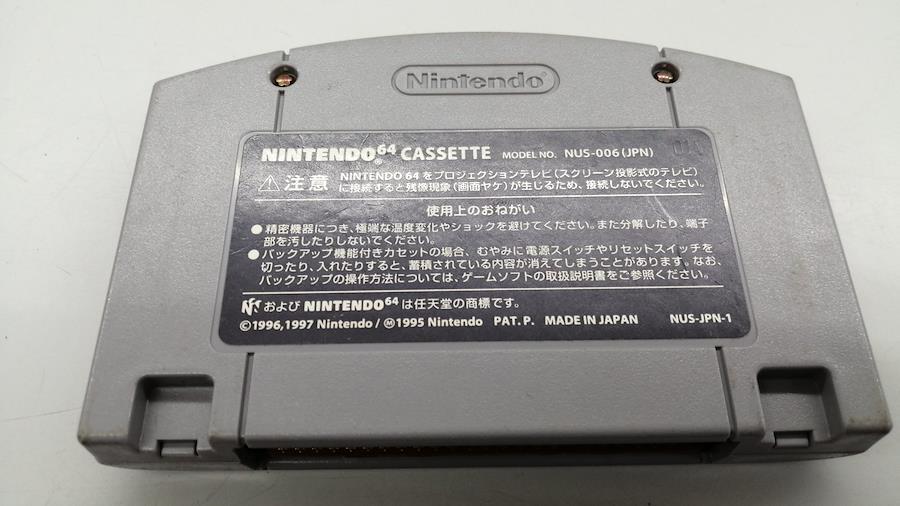 Nintendo
NINTENDO64 CASSETTE MODEL NO. NUS-006(JPN)
注意 NINTENDO 64をプロジェクションテレビ(スクリーン投影式のテレビ)
に接続すると残像現象(画面ヤケ)が生じるため、接続しないでください。
使用上のおねがい
●精密機器につき、極端な温度変化やショックを避けてください。また分解したり、端子
部を汚したりしないでください。
●バックアップ機能付きカセットの場合、むやみに電源スイッチやリセットスイッチを
切ったり、入れたりすると、蓄積されている内容が消えてしまうことがあります。なお、
バックアップの操作方法については、ゲームソフトの取扱説明書をご参照ください。
および NINTENDO64 は任天堂の商標です。
©1996,1997 Nintendo / Ⓜ1995 Nintendo PAT. P. MADE IN JAPAN NUS-JPN-1